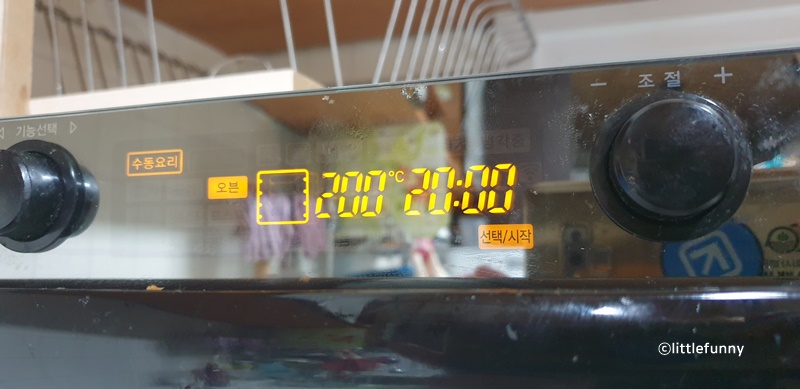 − 조절 +
◁ 기능선택 ▷
수동요리
오븐
200°C 20:00
선택/시작
©littlefunny